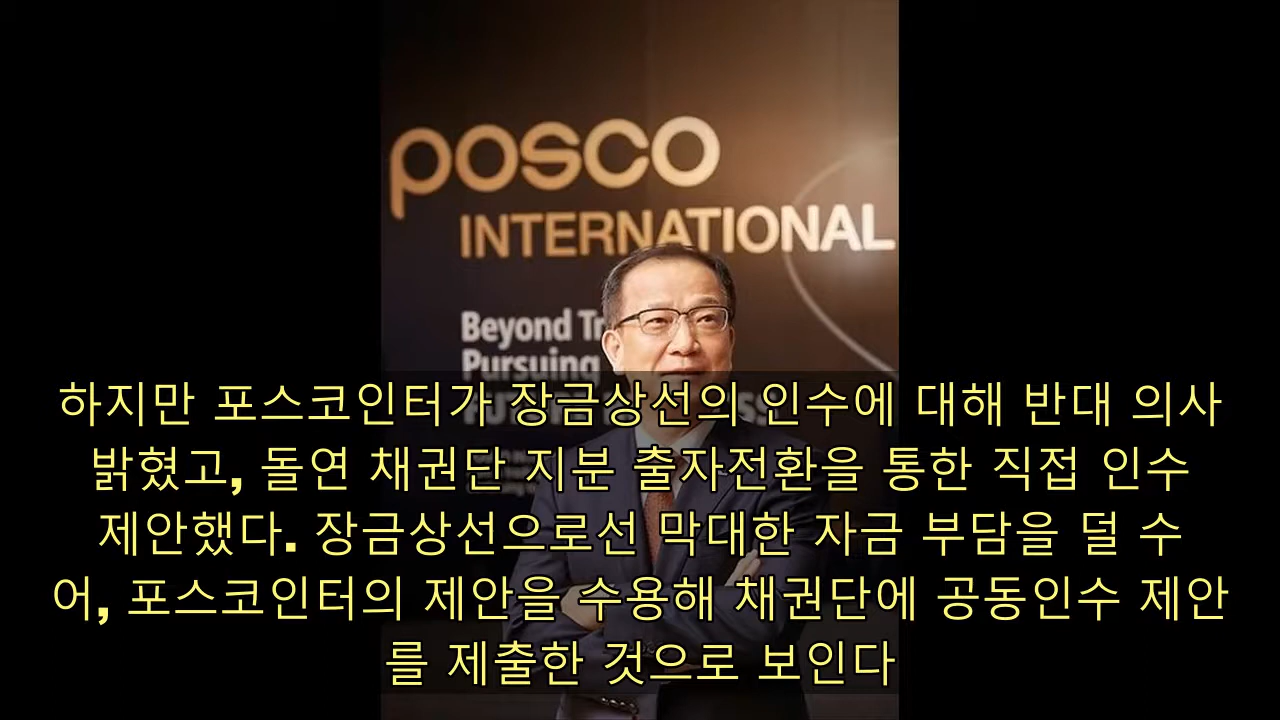 posco
INTERNATIONAL
Beyond
Pursuing
하지만 포스코인터가 장금상선의 인수에 대해 반대 의사
밝혔고, 돌연 채권단 지분 출자전환을 통한 직접 인수
제안했다. 장금상선으로선 막대한 자금 부담을 덜 수
어, 포스코인터의 제안을 수용해 채권단에 공동인수 제안
를 제출한 것으로 보인다